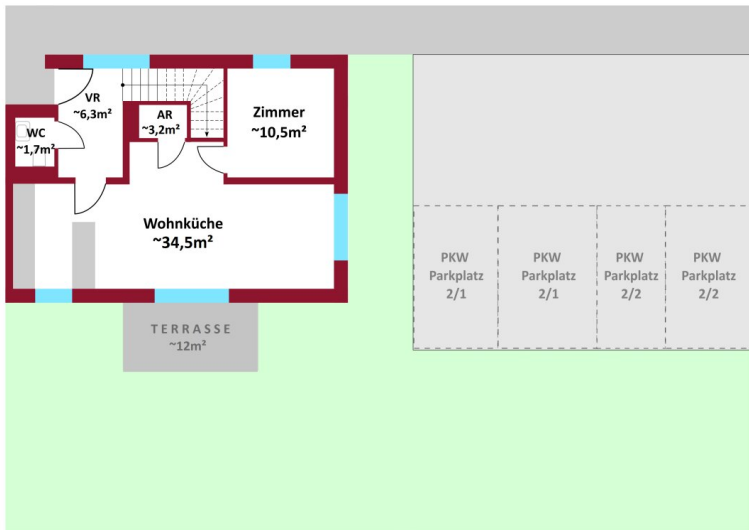 VR
~6,3m²
AR
~3,2m²
Zimmer
~10,5m²
WC
~1,7m²
Wohnküche
~34,5m²
TERRASSE
~12m²
PKW
Parkplatz
2/1
PKW
Parkplatz
2/1
PKW
Parkplatz
2/2
PKW
Parkplatz
2/2